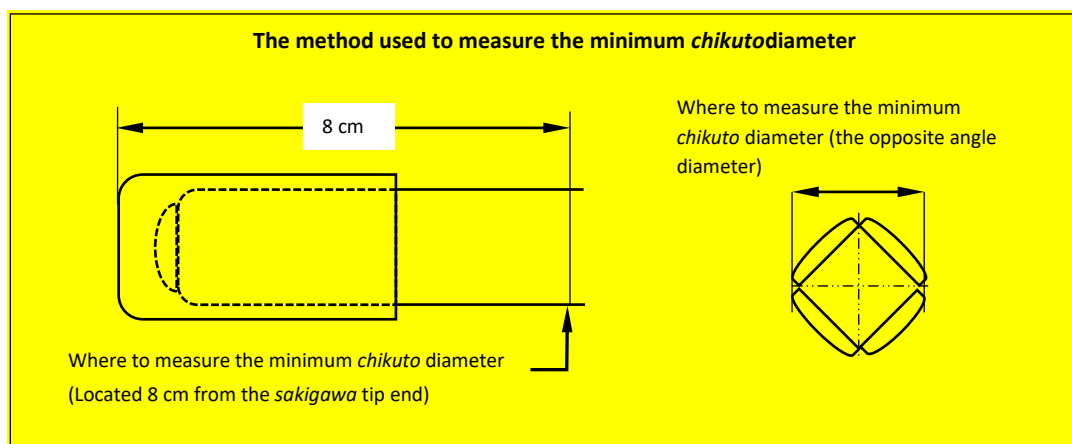 The method used to measure the minimum chikutodiameter
8 cm
Where to measure the minimum
chikuto diameter (the opposite angle
diameter)
Where to measure the minimum chikuto diameter
(Located 8 cm from the sakigawa tip end)